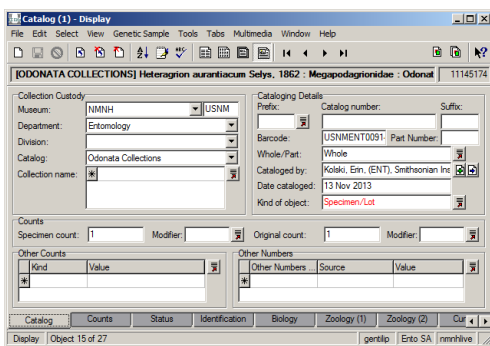 Catalog (1) - Display
File Edit Select View Genetic Sample Tools Tabs Multimedia Window Help
[ODONATA COLLECTIONS] Heteragrion aurantiacum Selys, 1862 : Megapodagrionidae : Odonat 11145174
Collection Custody
Museum: NMNH USNM
Department: Entomology
Division:
Catalog: Odonata Collections
Collection name:
Cataloging Details
Prefix: Catalog number: Suffix:
Barcode: USNMENT0091 Part Number:
Whole/Part: Whole
Cataloged by: Kolski, Erin, (ENT), Smithsonian Ins
Date cataloged: 13 Nov 2013
Kind of object: Specimen/Lot
Counts
Specimen count: 1 Modifier: Original count: 1 Modifier:
Other Counts
Kind Value
Other Numbers
Other Numbers ... Source Value
Catalog Counts Status Identification Biology Zoology (1) Zoology (2) Cur
Display Object 15 of 27 gentilp Ento SA nmnhlive